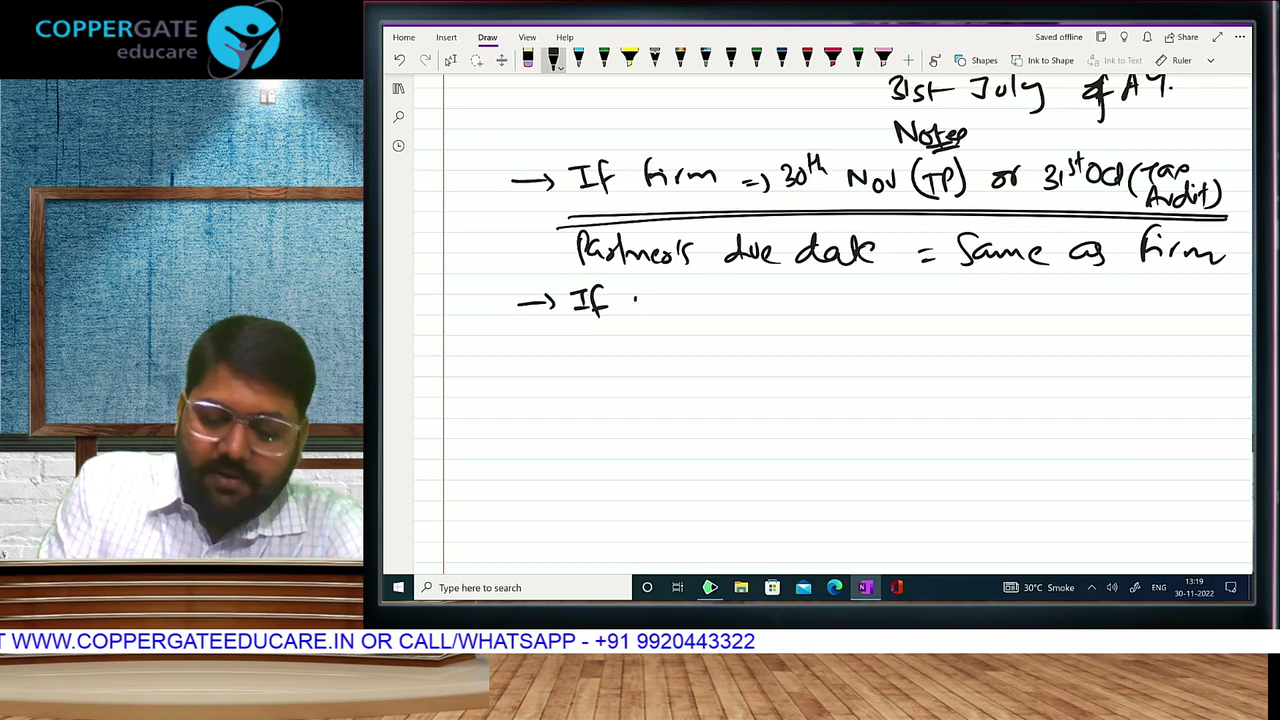 COPPERGATE
educare
Home Insert Draw View Help
Saved offline
Share
Shapes
Ink to Shape
Ink to Text
Ruler
31st July of AY.
Notes
→ If firm => 30th Nov (TP) or 31st Oct (Tax Audit)
Partner's due date = Same as firm
→ If
Type here to search
30°C Smoke
ENG
13:19
30-11-2022
T WWW.COPPERGATEEDUCARE.IN OR CALL/WHATSAPP - +91 9920443322